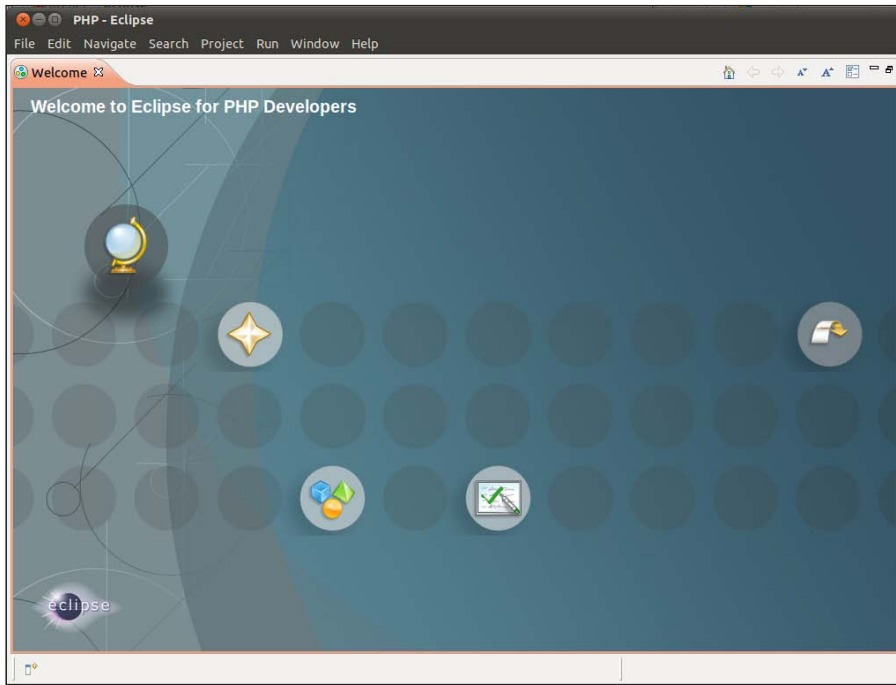 PHP - Eclipse
File Edit Navigate Search Project Run Window Help
Welcome
Welcome to Eclipse for PHP Developers
eclipse